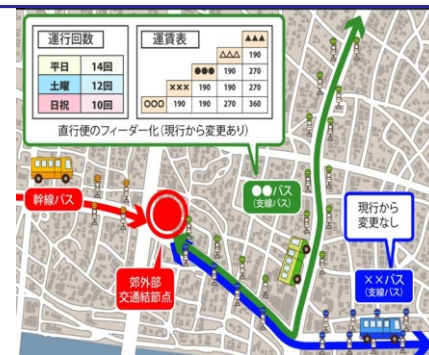 運行回数
平日 14回
土曜 12回
日祝 10回
運賃表
▲▲▲
△△△ 190
●●● 190 270
××× 190 190 270
○○○ 190 190 270 360
直行便のフィーダー化(現行から変更あり)
幹線バス
●●バス
(支線バス)
現行から
変更なし
郊外部
交通結節点
××バス
(支線バス)